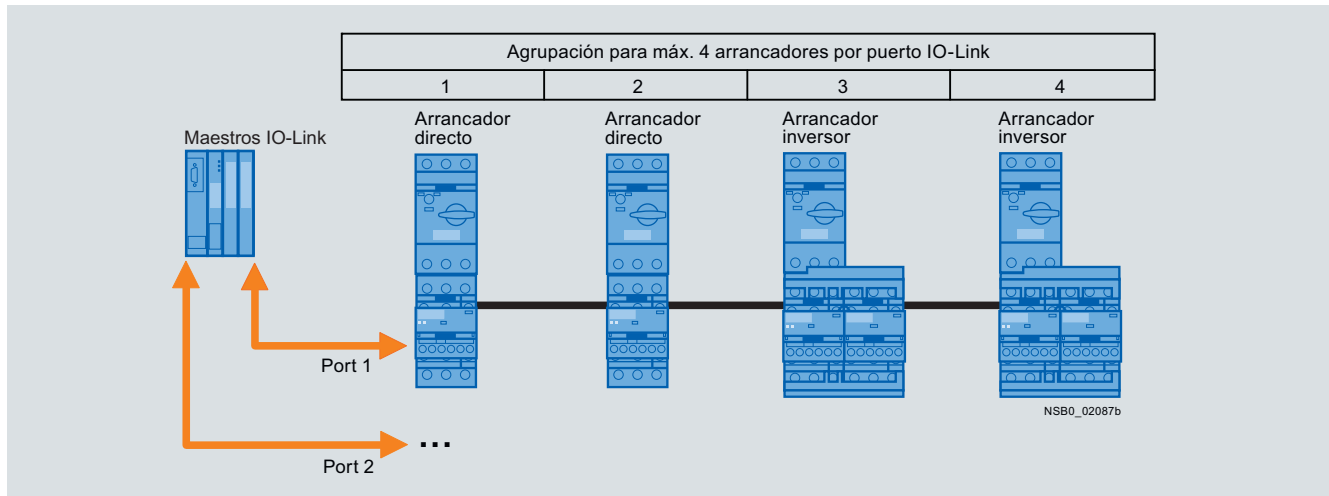 Agrupación para máx. 4 arrancadores por puerto IO-Link
1 2 3 4
Maestros IO-Link
Arrancador
directo
Arrancador
directo
Arrancador
inversor
Arrancador
inversor
Port 1
NSB0_02087b
...
Port 2